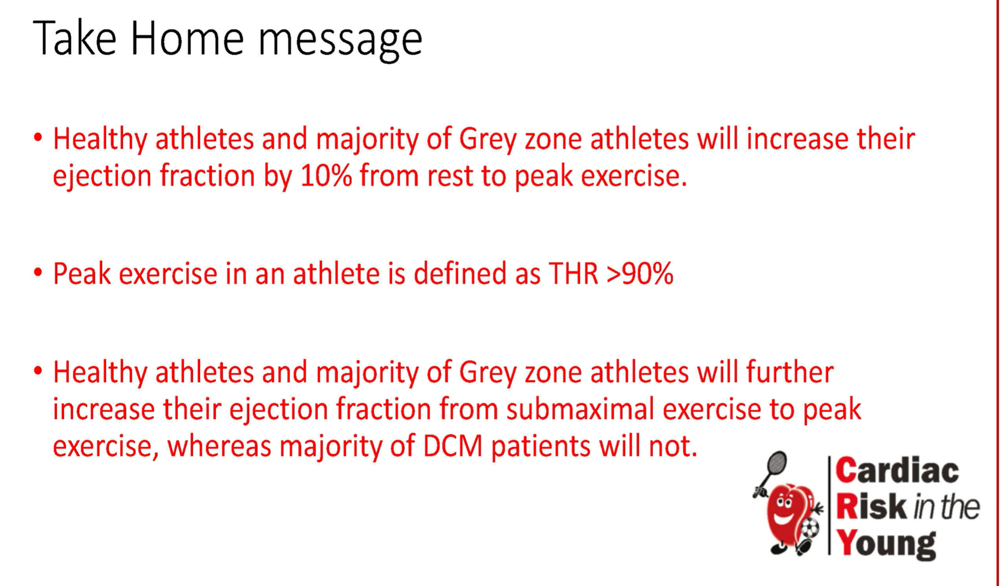 Take Home message
• Healthy athletes and majority of Grey zone athletes will increase their
ejection fraction by 10% from rest to peak exercise.
• Peak exercise in an athlete is defined as THR >90%
• Healthy athletes and majority of Grey zone athletes will further
increase their ejection fraction from submaximal exercise to peak
exercise, whereas majority of DCM patients will not.
Cardiac
Risk in the
Young